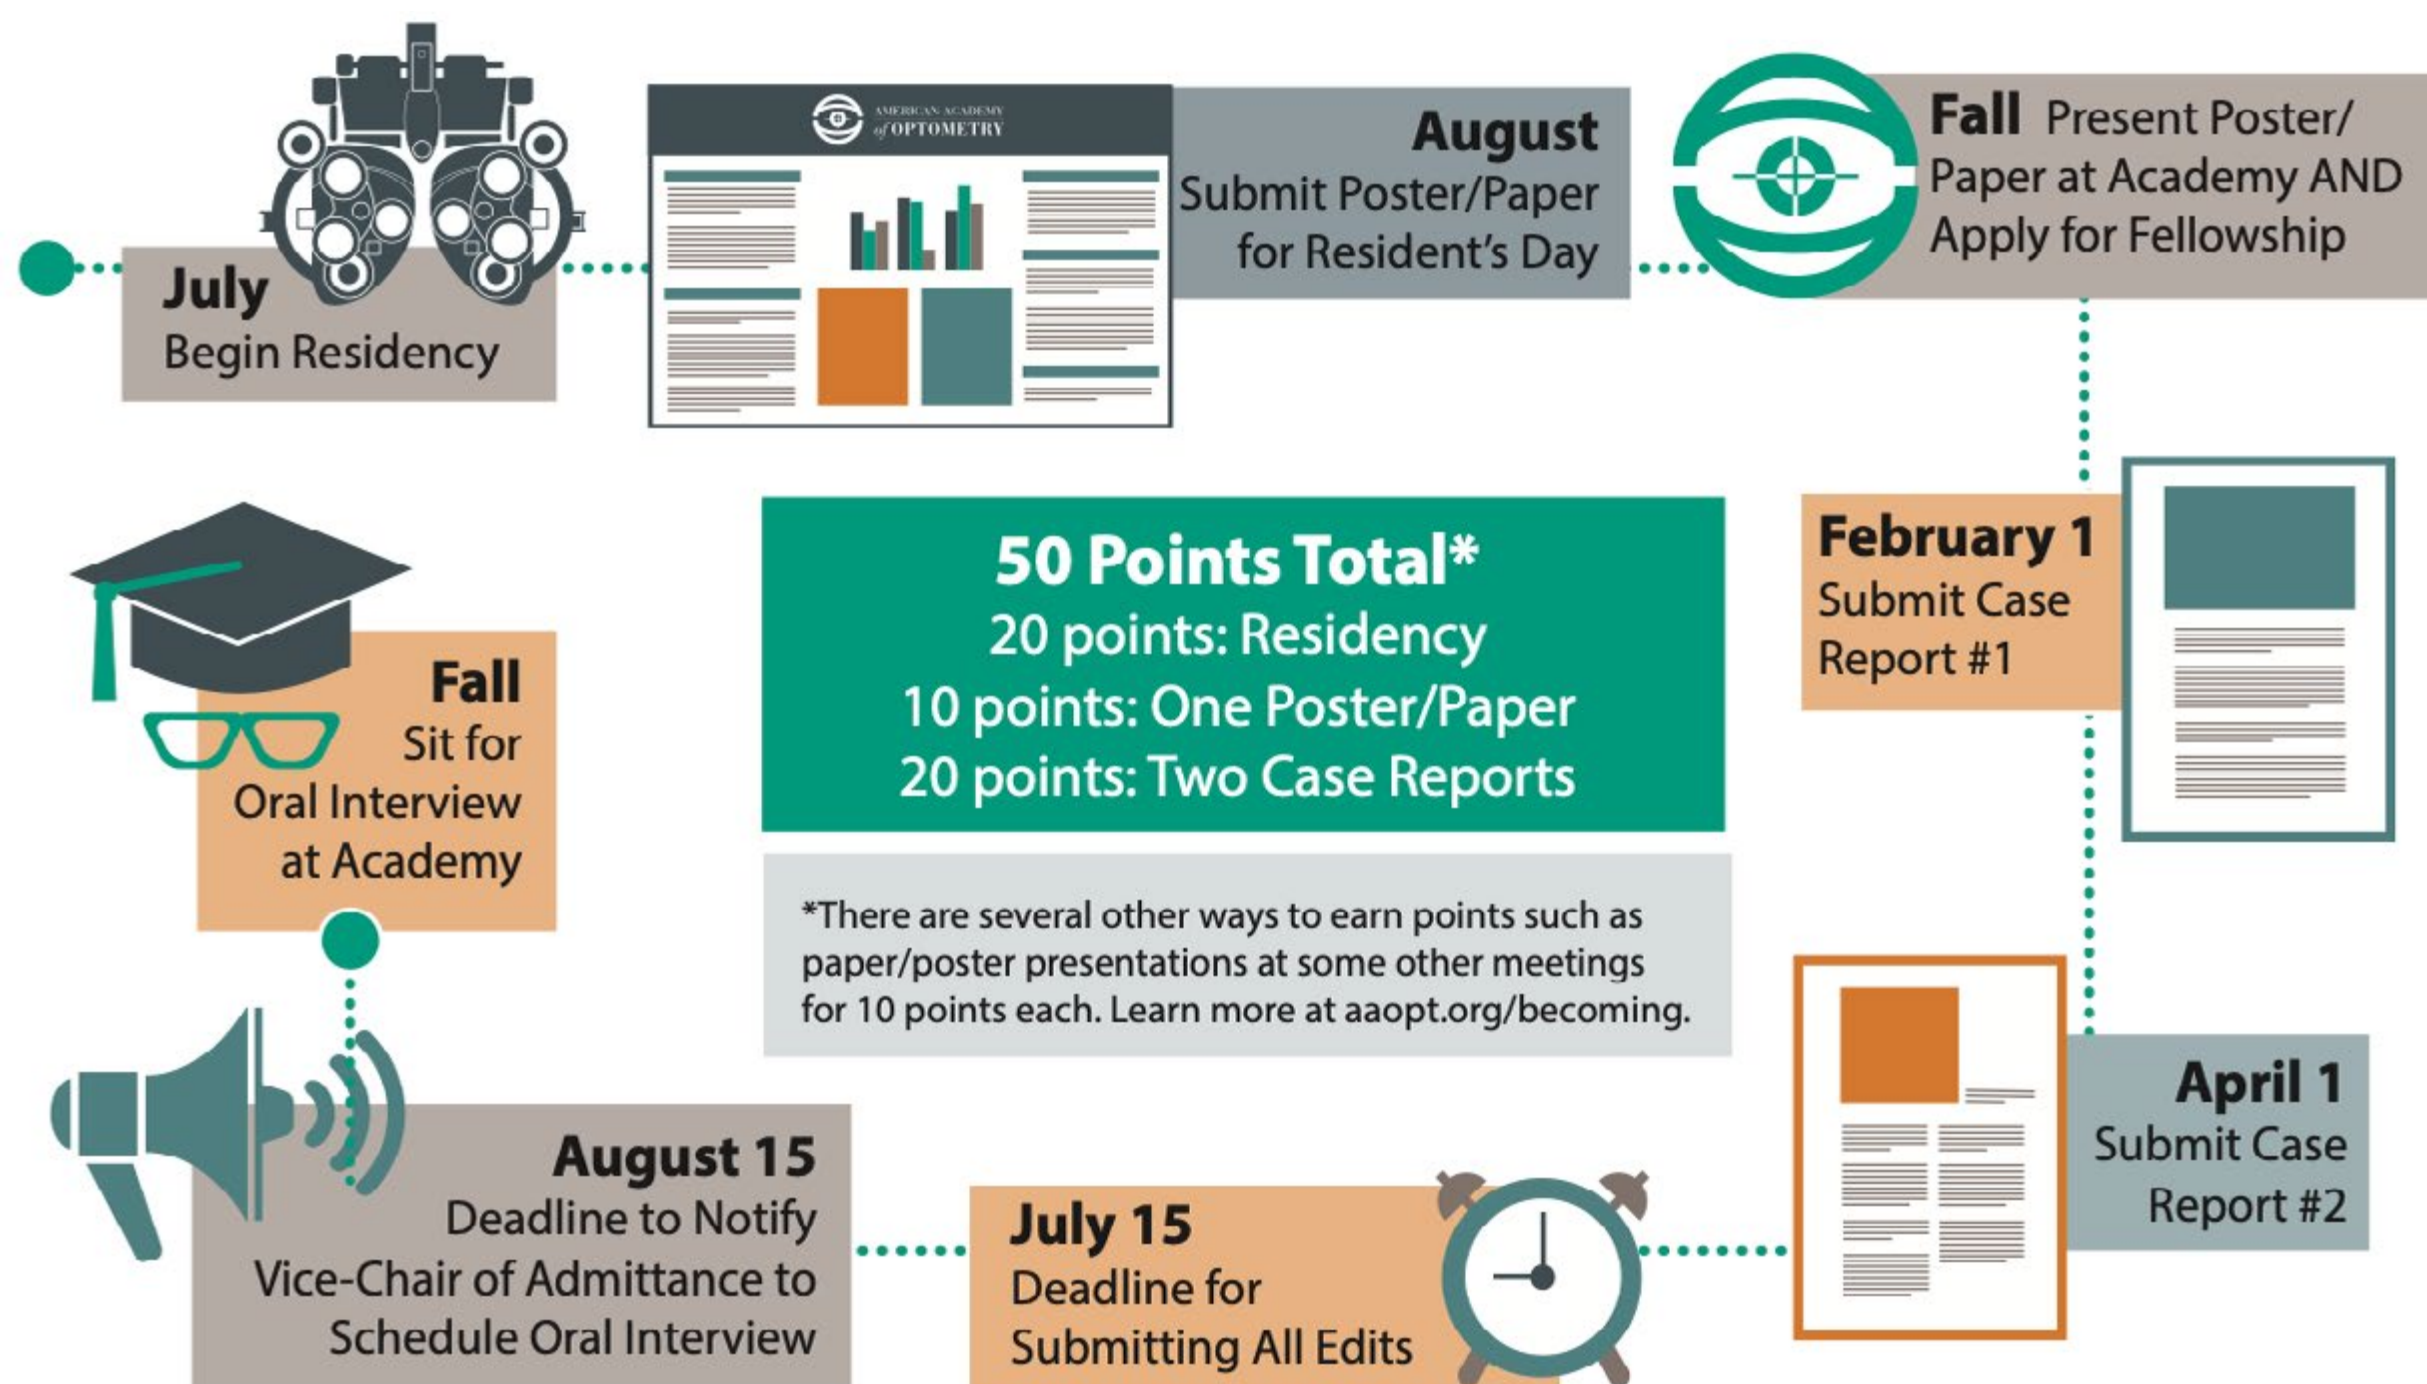 July
Begin Residency
AMERICAN ACADEMY
of OPTOMETRY
August
Submit Poster/Paper
for Resident's Day
Fall Present Poster/
Paper at Academy AND
Apply for Fellowship
February 1
Submit Case
Report #1
April 1
Submit Case
Report #2
July 15
Deadline for
Submitting All Edits
August 15
Deadline to Notify
Vice-Chair of Admittance to
Schedule Oral Interview
Fall
Sit for
Oral Interview
at Academy
50 Points Total*
20 points: Residency
10 points: One Poster/Paper
20 points: Two Case Reports
*There are several other ways to earn points such as
paper/poster presentations at some other meetings
for 10 points each. Learn more at aaopt.org/becoming.